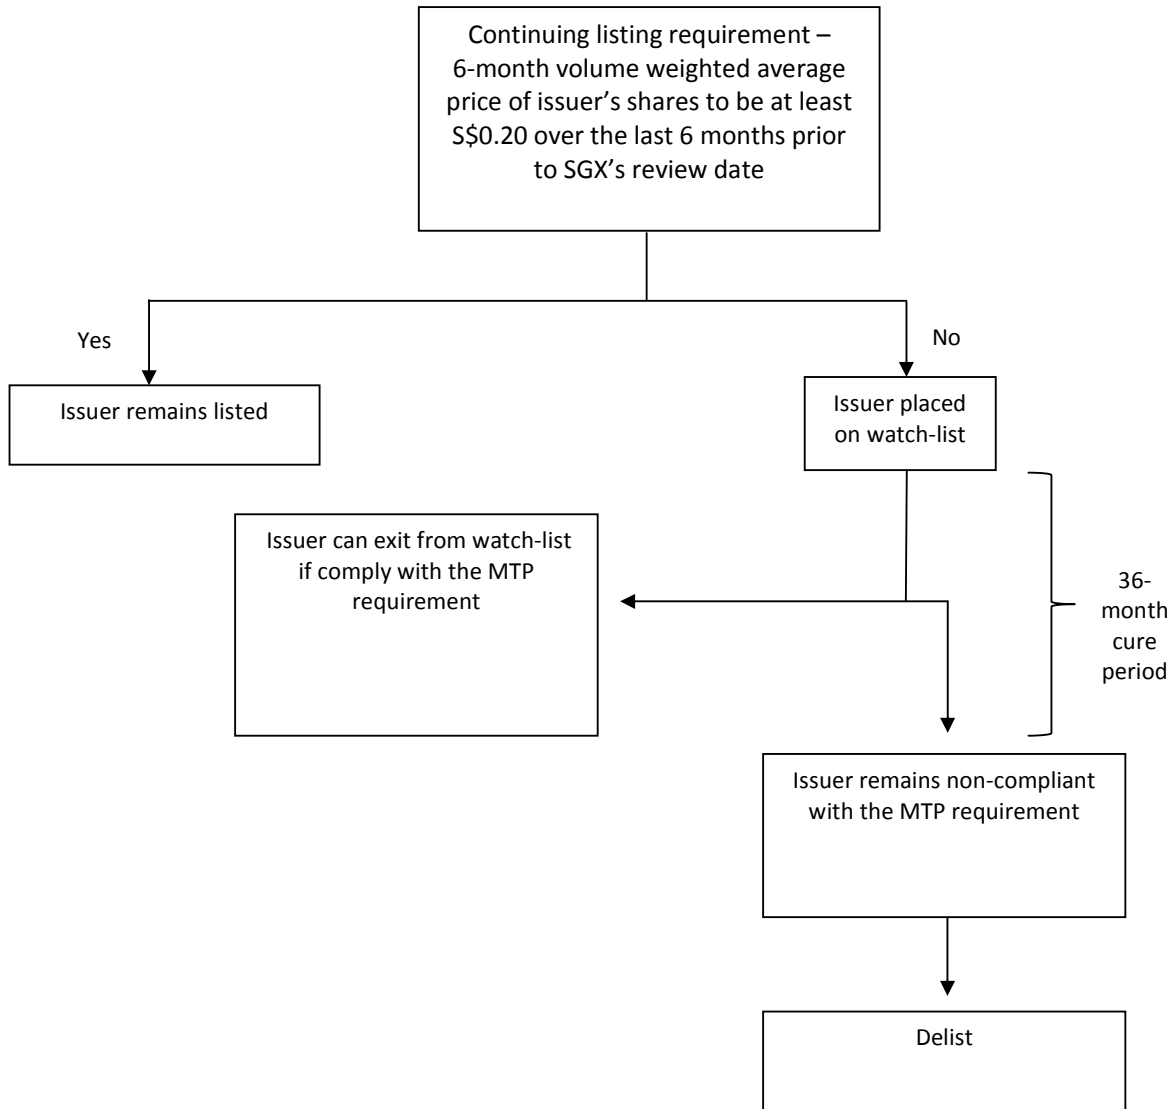 Continuing listing requirement –
6-month volume weighted average
price of issuer’s shares to be at least
S$0.20 over the last 6 months prior
to SGX’s review date
Yes
No
Issuer remains listed
Issuer placed
on watch-list
Issuer can exit from watch-list
if comply with the MTP
requirement
36-
month
cure
period
Issuer remains non-compliant
with the MTP requirement
Delist